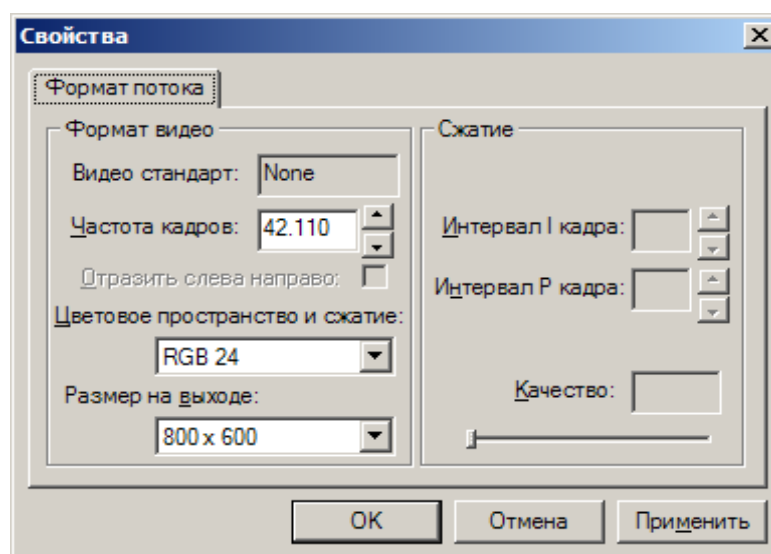 Свойства
Формат потока
Формат видео
Видео стандарт: None
Частота кадров: 42.110
Отразить слева направо:
Цветовое пространство и сжатие:
RGB 24
Размер на выходе:
800 x 600
Сжатие
Интервал I кадра:
Интервал P кадра:
Качество:
OK Отмена Применить